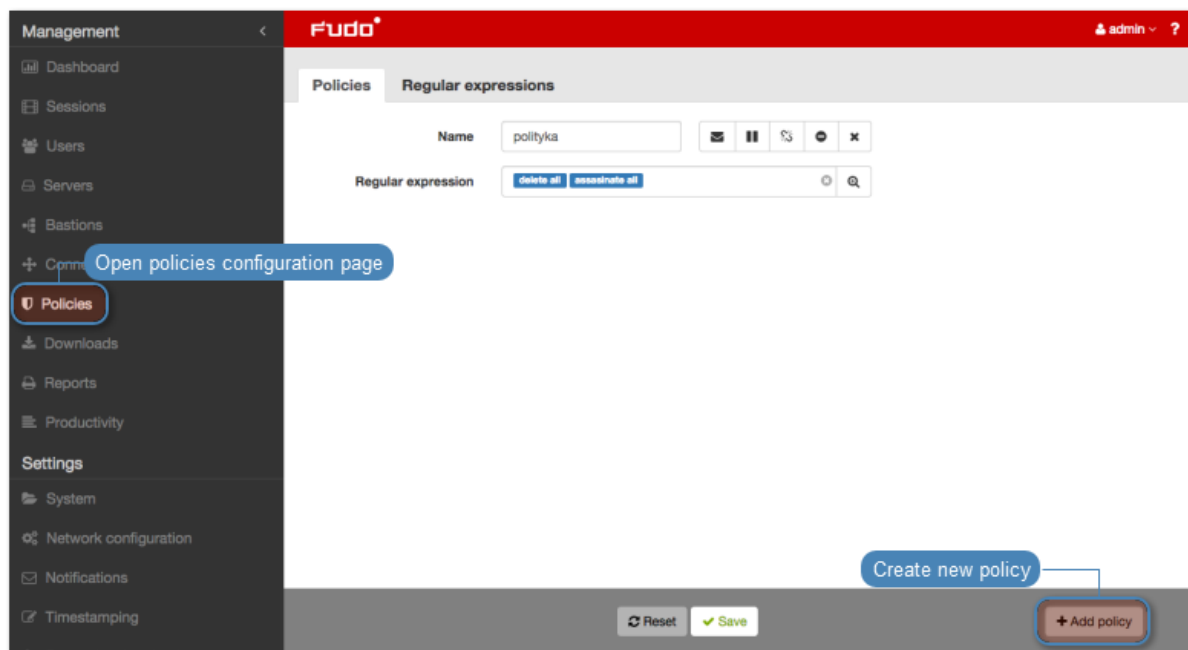 Management
Dashboard
Sessions
Users
Servers
Bastions
Conne
Open policies configuration page
Policies
Downloads
Reports
Productivity
Settings
System
Network configuration
Notifications
Timestamping
FUDO
admin ?
Policies Regular expressions
Name polityka
Regular expression delete all assasinate all
Create new policy
Reset Save + Add policy